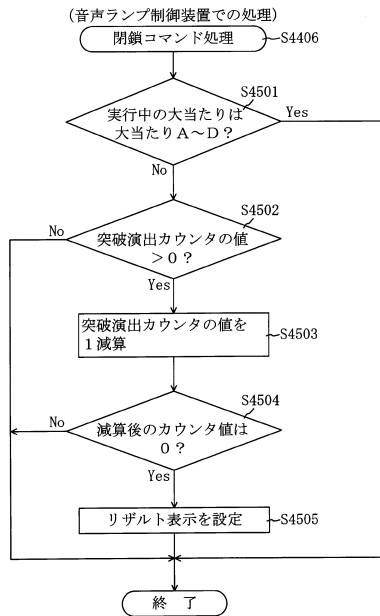 (音声ランプ制御装置での処理)
閉鎖コマンド処理
S4406
S4501
実行中の大当たりは
大当たりA～D？
Yes
No
S4502
No
突破演出カウンタの値
＞0？
Yes
突破演出カウンタの値を
1減算
S4503
S4504
No
減算後のカウンタ値は
0？
Yes
リザルト表示を設定
S4505
終 了